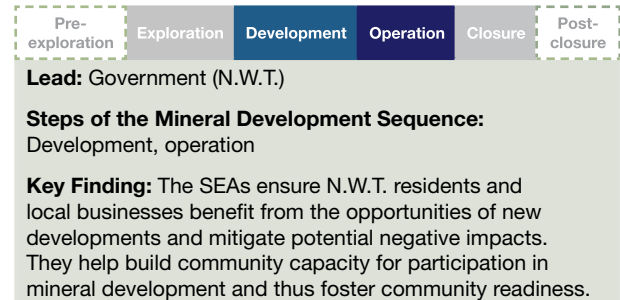 Pre-exploration Exploration Development Operation Closure Post-closure
Lead: Government (N.W.T.)
Steps of the Mineral Development Sequence:
Development, operation
Key Finding: The SEAs ensure N.W.T. residents and
local businesses benefit from the opportunities of new
developments and mitigate potential negative impacts.
They help build community capacity for participation in
mineral development and thus foster community readiness.